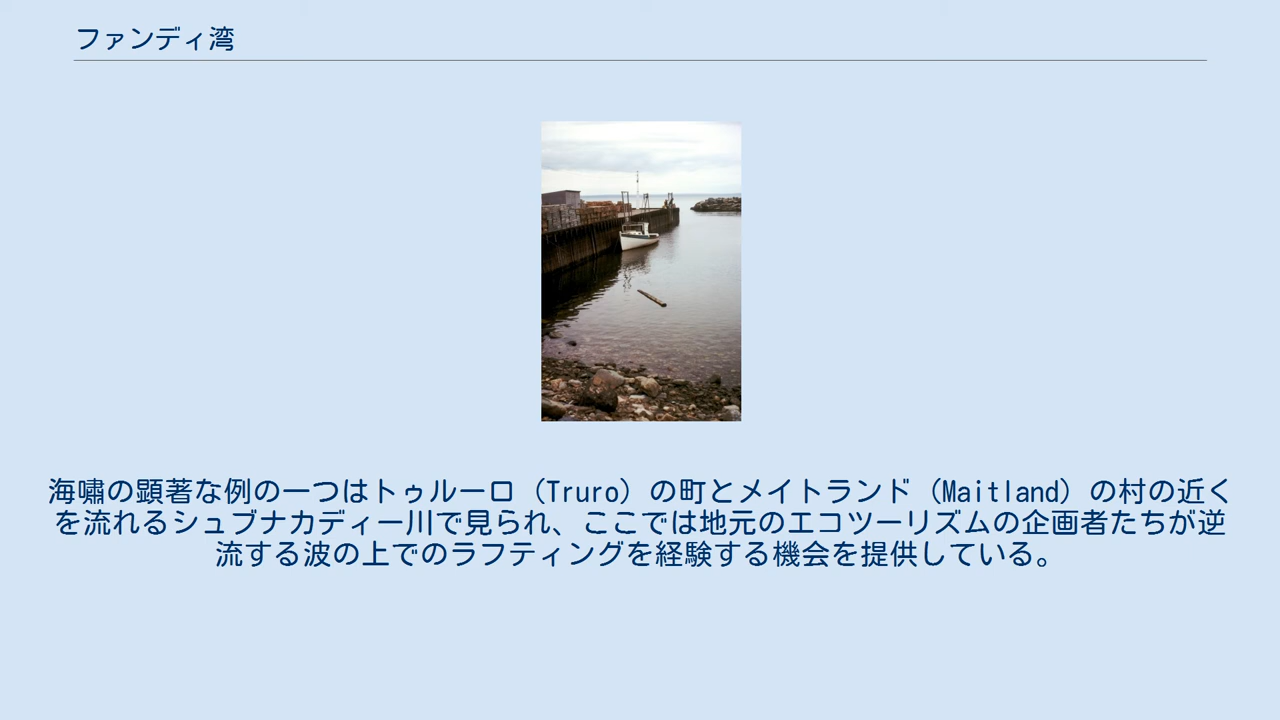 ファンディ湾
海嘯の顕著な例の一つはトゥルーロ（Truro）の町とメイトランド（Maitland）の村の近く
を流れるシュブナカディー川で見られ、ここでは地元のエコツーリズムの企画者たちが逆
流する波の上でのラフティングを経験する機会を提供している。